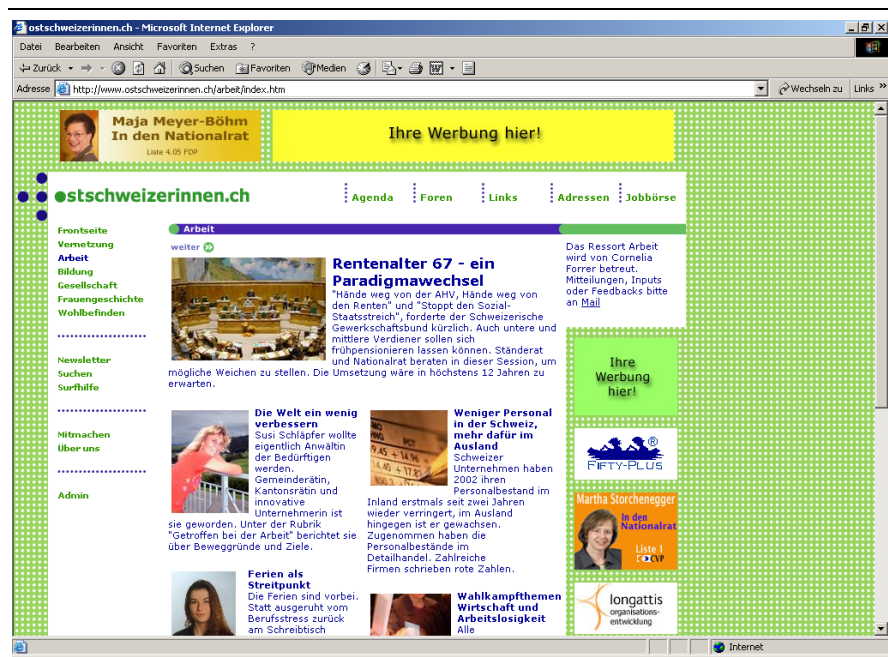 ostschweizerinnen.ch - Microsoft Internet Explorer
Datei Bearbeiten Ansicht Favoriten Extras ?
Zurück Suchen Favoriten Medien
Adresse http://www.ostschweizerinnen.ch/arbeit/index.htm Wechseln zu Links »
Maja Meyer-Böhm
In den Nationalrat
Liste 4.05 FDP
Ihre Werbung hier!
ostschweizerinnen.ch
Agenda Foren Links Adressen Jobbörse
Frontseite
Vernetzung
Arbeit
Bildung
Gesellschaft
Frauengeschichte
Wohlbefinden
Newsletter
Suchen
Surfhilfe
Mitmachen
Über uns
Admin
Arbeit
weiter
Rentenalter 67 - ein
Paradigmawechsel
"Hände weg von der AHV, Hände weg von
den Renten" und "Stoppt den Sozial-
Staatsstreich", forderte der Schweizerische
Gewerkschaftsbund kürzlich. Auch untere und
mittlere Verdiener sollen sich
frühpensionieren lassen können. Ständerat
und Nationalrat beraten in dieser Session, um
mögliche Weichen zu stellen. Die Umsetzung wäre in höchstens 12 Jahren zu
erwarten.
Die Welt ein wenig
verbessern
Susi Schläpfer wollte
eigentlich Anwältin
der Bedürftigen
werden.
Gemeinderätin,
Kantonsrätin und
innovative
Unternehmerin ist
sie geworden. Unter der Rubrik
"Getroffen bei der Arbeit" berichtet sie
über Beweggründe und Ziele.
Weniger Personal
in der Schweiz,
mehr dafür im
Ausland
Schweizer
Unternehmen haben
2002 ihren
Personalbestand im
Inland erstmals seit zwei Jahren
wieder verringert, im Ausland
hingegen ist er gewachsen.
Zugenommen haben die
Personalbestände im
Detailhandel. Zahlreiche
Firmen schrieben rote Zahlen.
Ferien als
Streitpunkt
Die Ferien sind vorbei.
Statt ausgeruht vom
Berufsstress zurück
am Schreibtisch
Wahlkampfthemen
Wirtschaft und
Arbeitslosigkeit
Alle
Das Ressort Arbeit
wird von Cornelia
Forrer betreut.
Mitteilungen, Inputs
oder Feedbacks bitte
an Mail
Ihre
Werbung
hier!
®
FIFTY-PLUS
Martha Storchenegger
In den
Nationalrat
Liste 1
CVP
longattis
organisations-
entwicklung
Internet